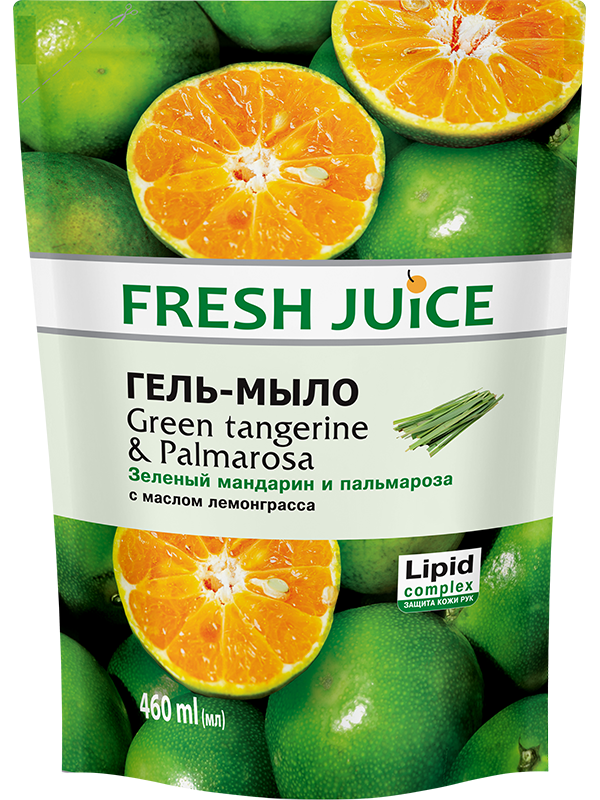 FRESH JUICE
ГЕЛЬ-МЫЛО
Green tangerine
& Palmarosa
Зеленый мандарин и пальмароза
с маслом лемонграсса
Lipid
complex
ЗАЩИТА КОЖИ РУК
460 ml (мл)